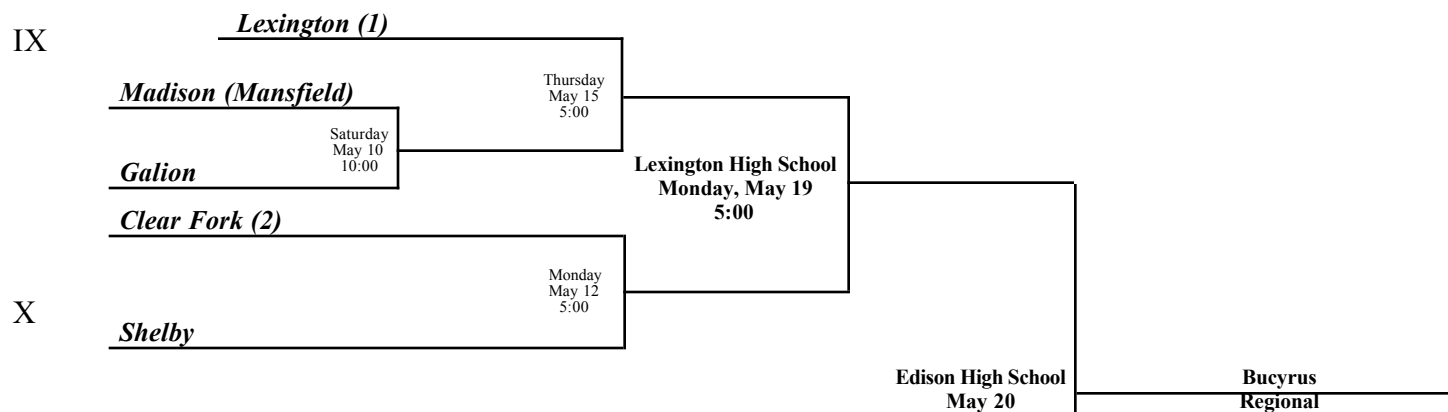 IX
Lexington (1)
Madison (Mansfield)
Thursday
May 15
5:00
Saturday
May 10
10:00
Galion
Lexington High School
Monday, May 19
5:00
Clear Fork (2)
X
Monday
May 12
5:00
Shelby
Edison High School
May 20
Bucyrus
Regional